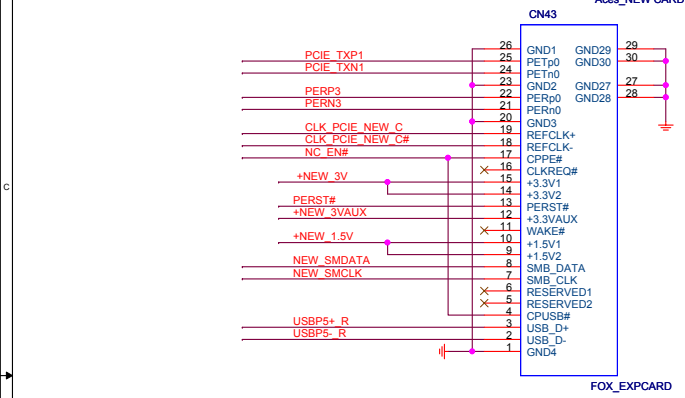 Aces_NEW CARD
CN43
26 GND1 GND29 29
PCIE_TXP1 25 PETp0 GND30 30
PCIE_TXN1 24 PETn0
23 GND2 GND27 27
PERP3 22 PERp0 GND28 28
PERN3 21 PERn0
20 GND3
CLK_PCIE_NEW_C 19 REFCLK+
CLK_PCIE_NEW_C# 18 REFCLK-
NC_EN# 17 CPPE#
16 CLKREQ#
+NEW_3V 15 +3.3V1
14 +3.3V2
PERST# 13 PERST#
+NEW_3VAUX 12 +3.3VAUX
11 WAKE#
+NEW_1.5V 10 +1.5V1
9 +1.5V2
NEW_SMDATA 8 SMB_DATA
NEW_SMCLK 7 SMB_CLK
6 RESERVED1
5 RESERVED2
4 CPUSB#
USBP5+_R 3 USB_D+
USBP5-_R 2 USB_D-
1 GND4
C
FOX_EXPCARD